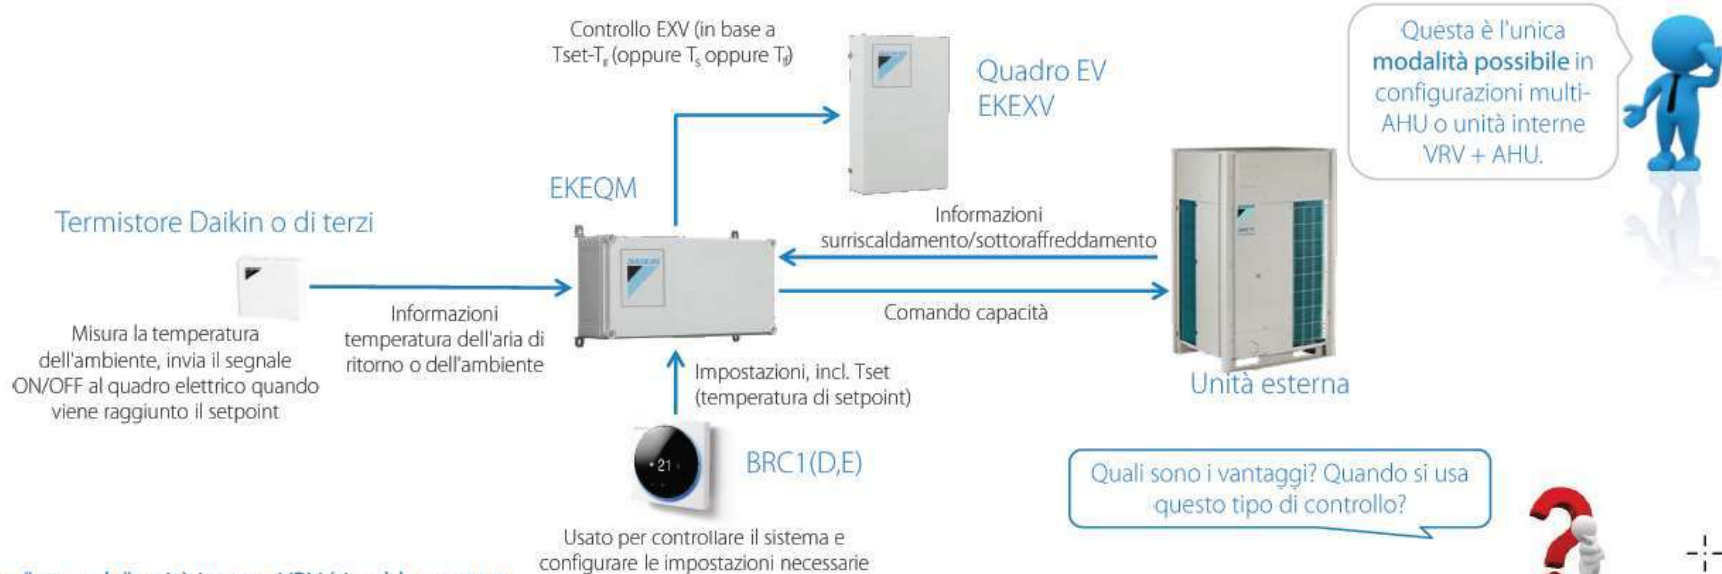 Controllo EXV (in base a
Tset-Tr (oppure Ts oppure Tf)
Quadro EV
EKEXV
Questa è l'unica
modalità possibile in
configurazioni multi-
AHU o unità interne
VRV + AHU.
EKEQM
Termistore Daikin o di terzi
Informazioni
surriscaldamento/sottoraffreddamento
Comando capacità
Misura la temperatura
dell'ambiente, invia il segnale
ON/OFF al quadro elettrico quando
viene raggiunto il setpoint
Informazioni
temperatura dell'aria di
ritorno o dell'ambiente
Impostazioni, incl. Tset
(temperatura di setpoint)
Unità esterna
21
BRC1(D,E)
Quali sono i vantaggi? Quando si usa
questo tipo di controllo?
Usato per controllare il sistema e
configurare le impostazioni necessarie